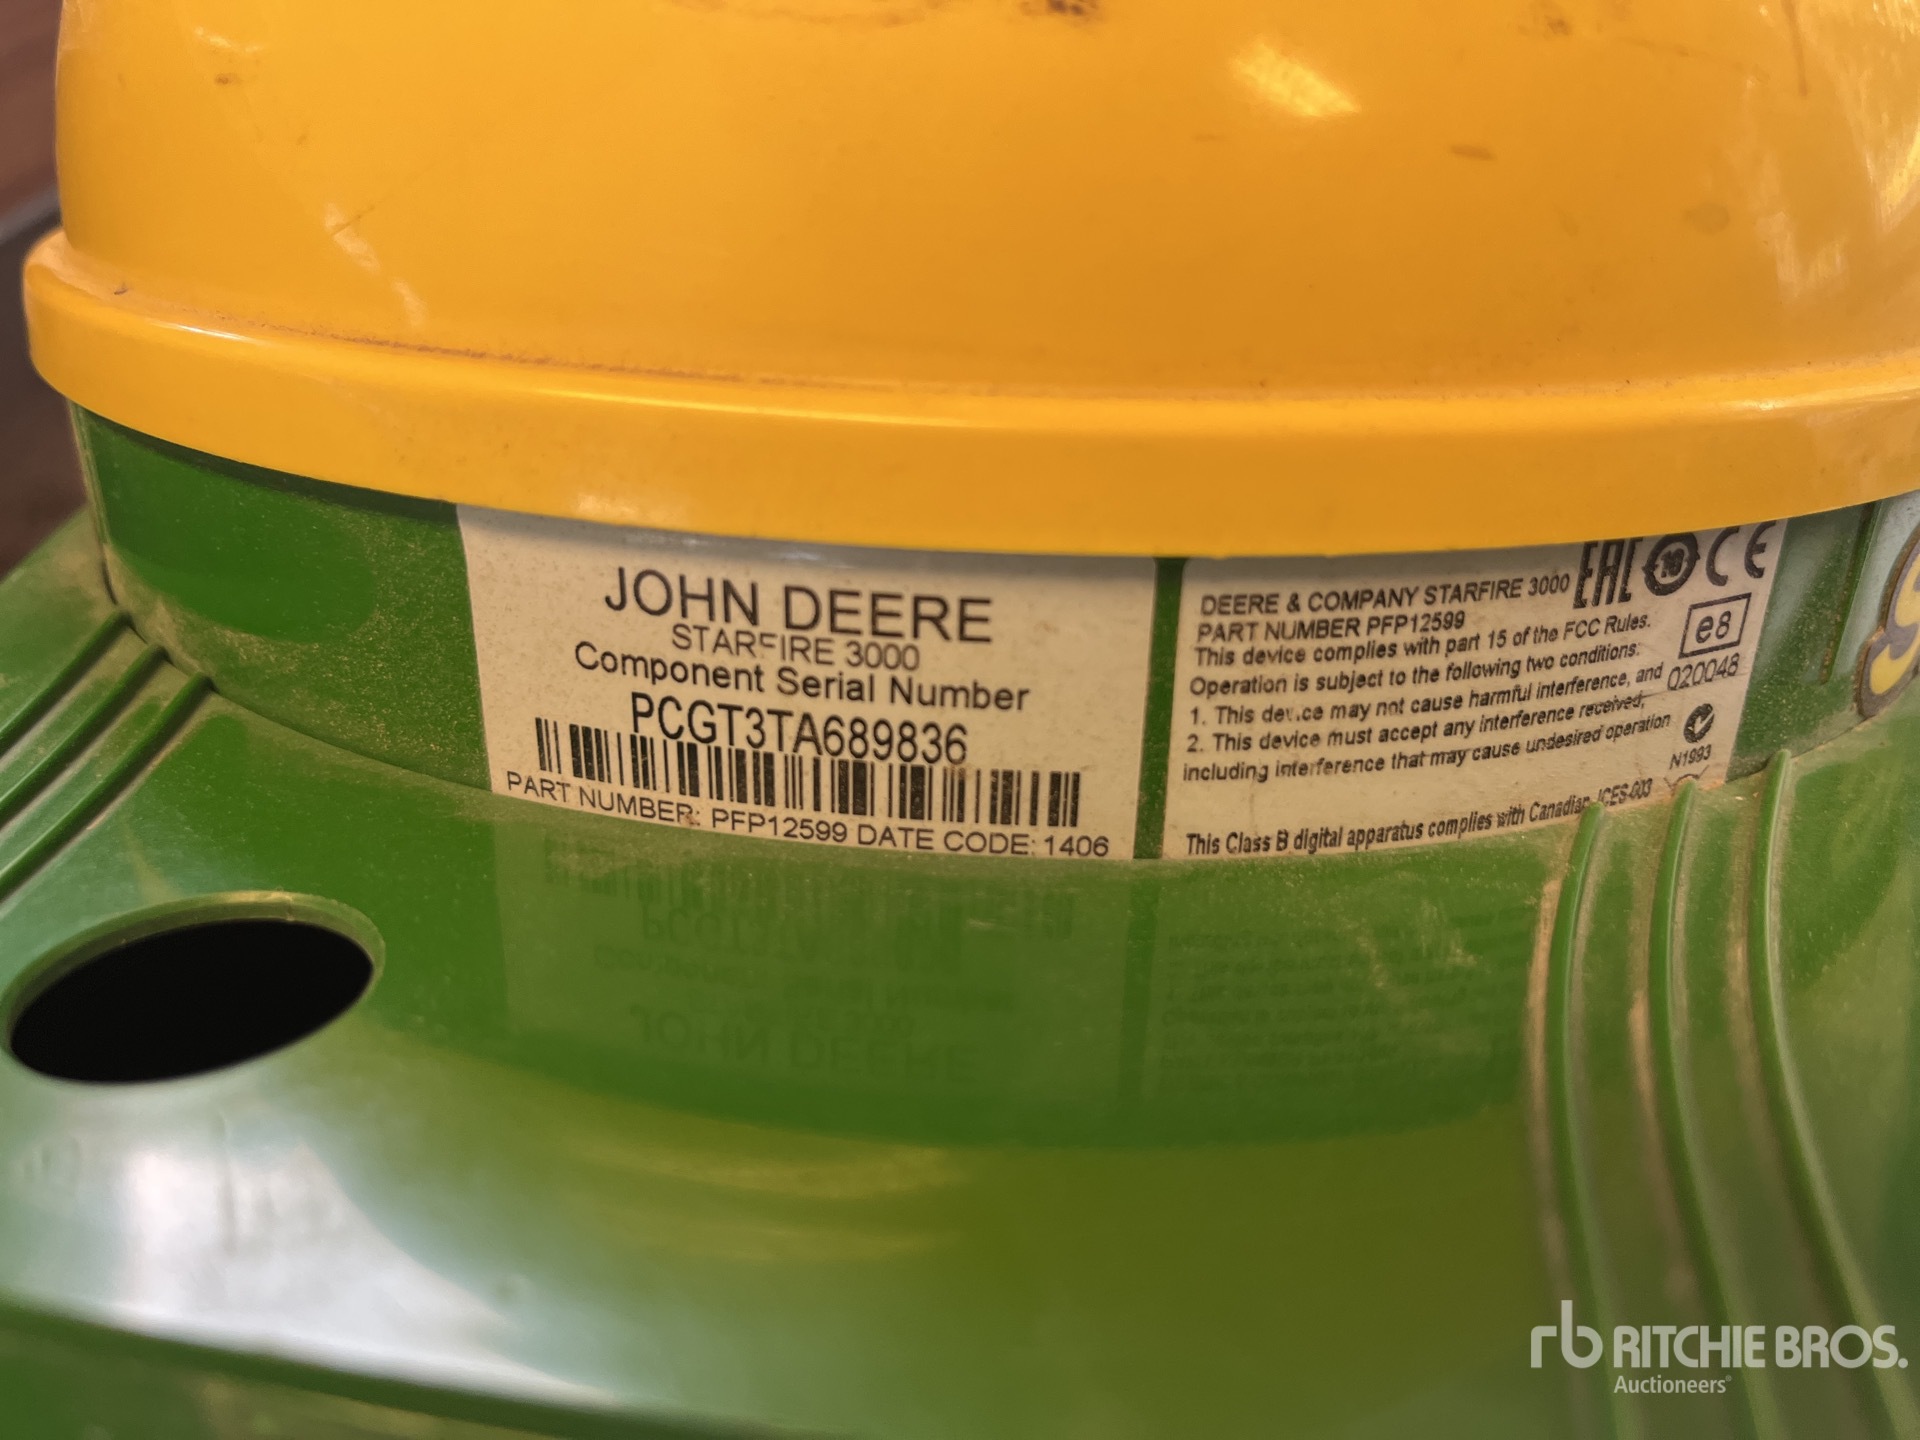 JOHN DEERE
STARFIRE 3000
Component Serial Number
PCGT3TA689836
PART NUMBER: PFP12599 DATE CODE: 1406
DEERE & COMPANY STARFIRE 3000
PART NUMBER PFP12599
This device complies with part 15 of the FCC Rules.
Operation is subject to the following two conditions:
1. This device may not cause harmful interference, and
2. This device must accept any interference received,
including interference that may cause undesired operation
This Class B digital apparatus complies with Canadian ICES-003
EAC 10 CE
e8
020048
N1993
rb RITCHIE BROS.
Auctioneers